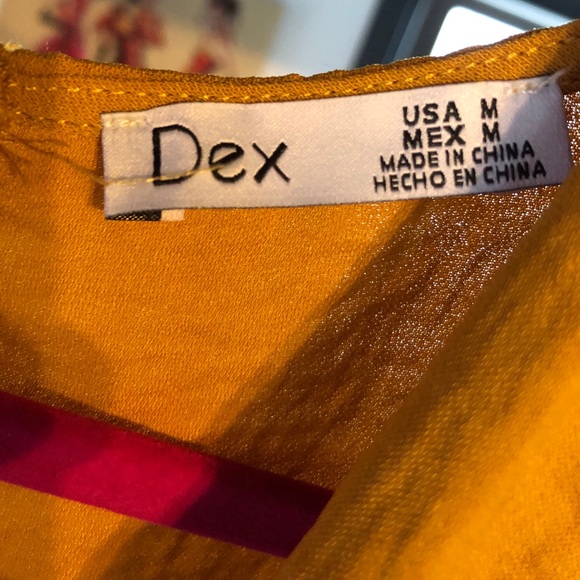 Dex
USA M
MEX M
MADE IN CHINA
HECHO EN CHINA